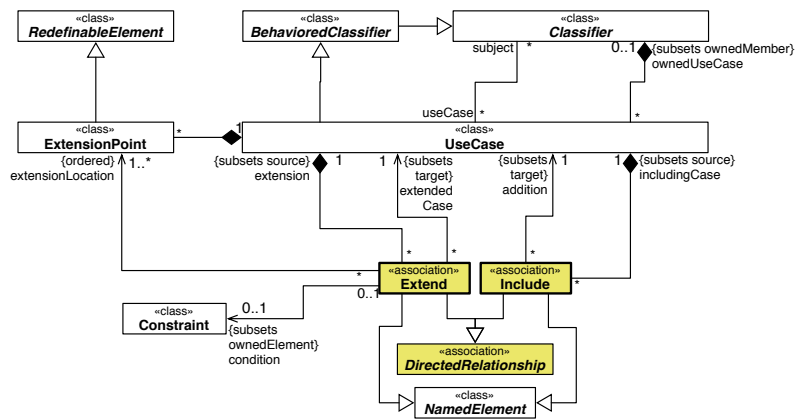 «class»
RedefinableElement
«class»
BehavioredClassifier
«class»
Classifier
subject
*
0..1
{subsets ownedMember}
ownedUseCase
useCase
*
*
«class»
ExtensionPoint
*
1
«class»
UseCase
{ordered}
extensionLocation
1..*
{subsets source}
extension
1
1
{subsets
target}
extended
Case
{subsets
target}
addition
1
1
{subsets source}
includingCase
*
*
*
*
*
0..1
«association»
Extend
«association»
Include
«class»
Constraint
0..1
{subsets
ownedElement}
condition
«association»
DirectedRelationship
«class»
NamedElement